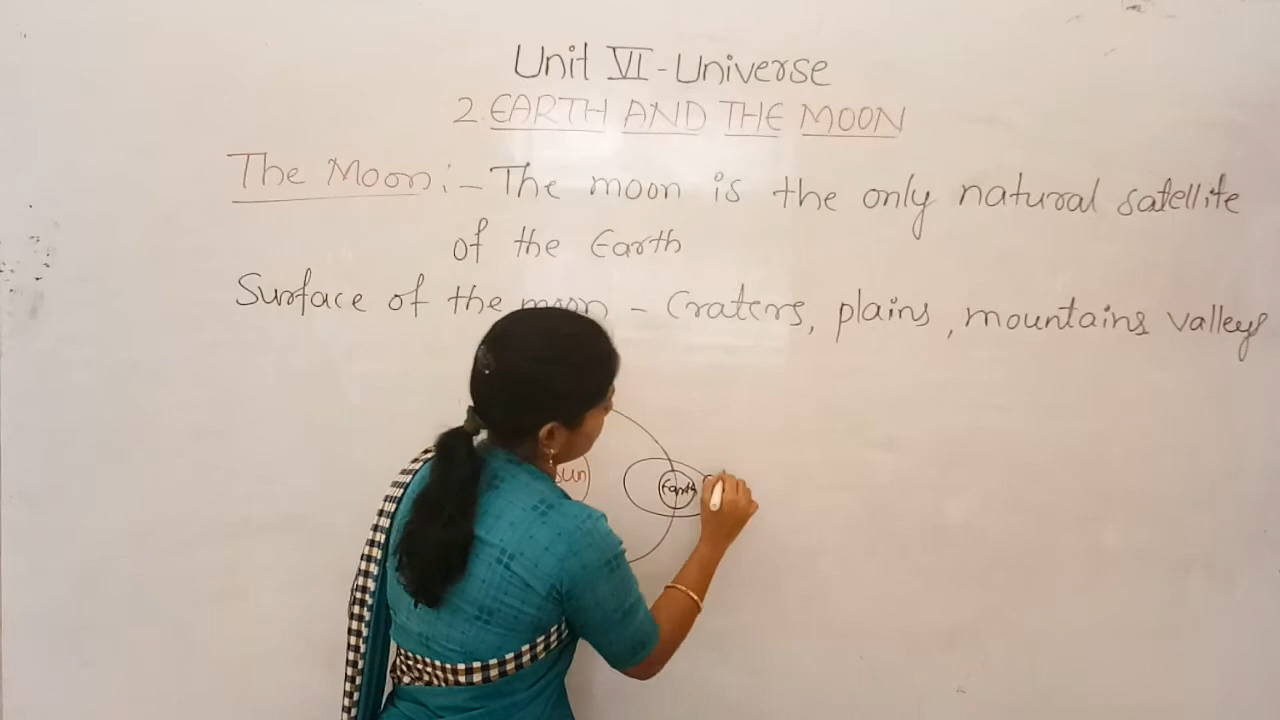 Unit VI - Universe
2. EARTH AND THE MOON
The Moon :- The moon is the only natural satellite
of the Earth
Surface of the moon - Craters, plains, mountains valleys
Sun
Earth